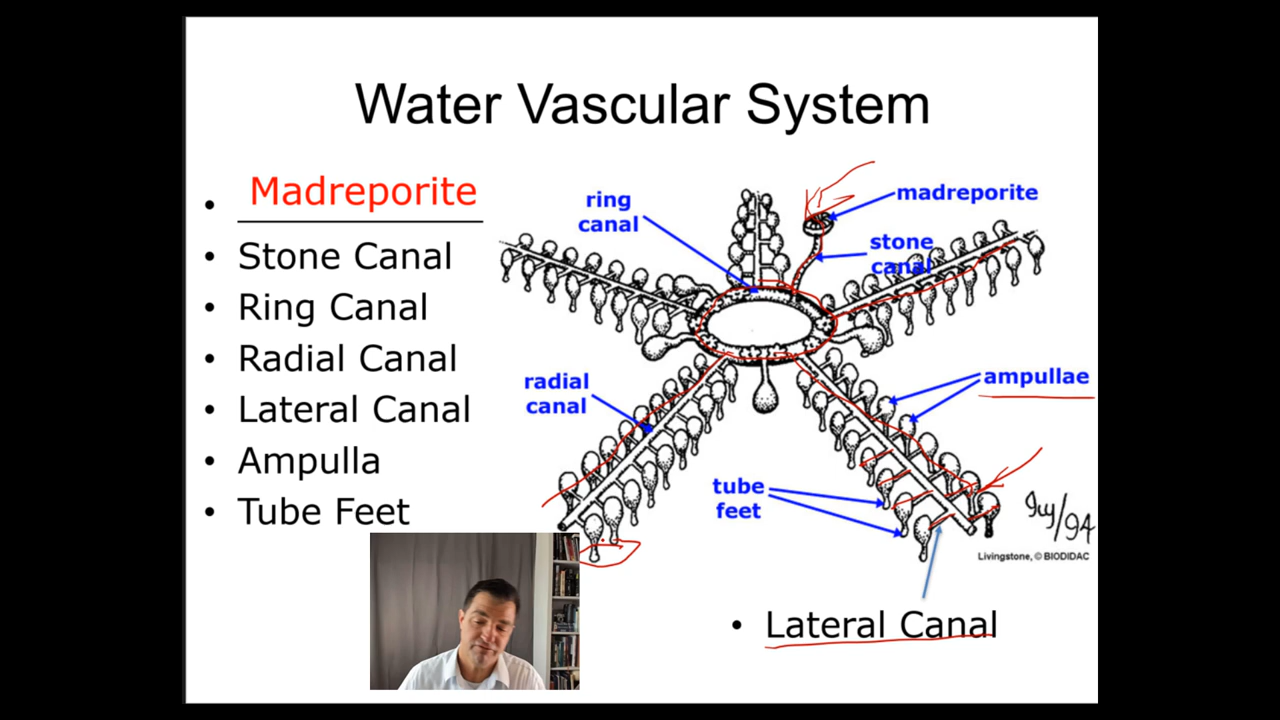 Water Vascular System
• Madreporite
• Stone Canal
• Ring Canal
• Radial Canal
• Lateral Canal
• Ampulla
• Tube Feet
ring
canal
madreporite
stone
canal
radial
canal
ampullae
tube
feet
Livingstone, © BIODIDAC
• Lateral Canal